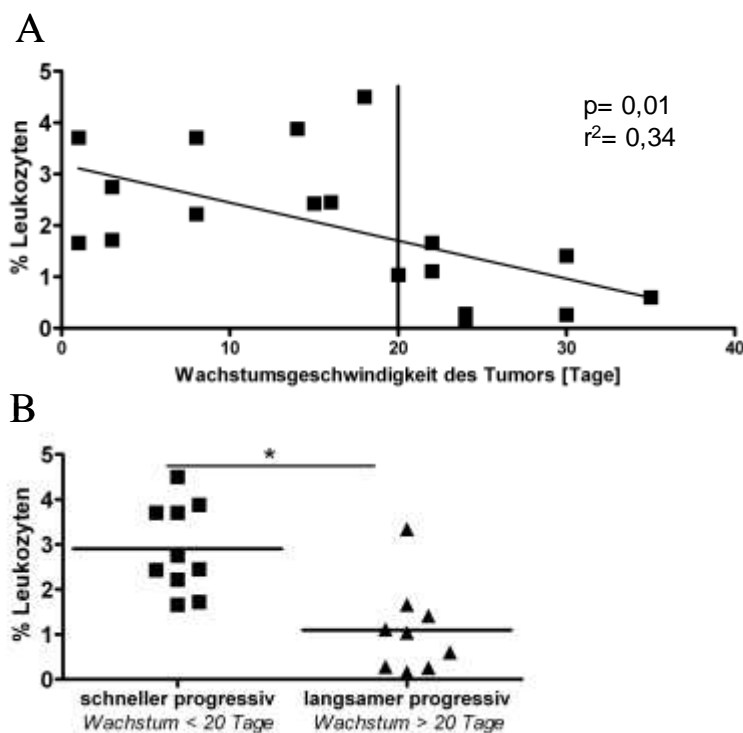 A
5
4
3
2
1
0
% Leukozyten
p= 0,01
r²= 0,34
0 10 20 30 40
Wachstumsgeschwindigkeit des Tumors [Tage]
B
5
4
3
2
1
0
% Leukozyten
*
schneller progressiv langsamer progressiv
Wachstum < 20 Tage Wachstum > 20 Tage